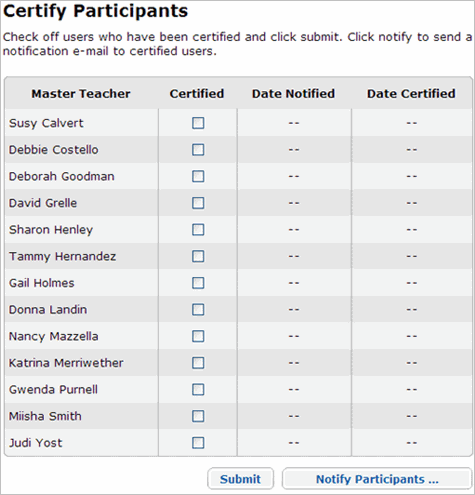 Certify Participants
Check off users who have been certified and click submit. Click notify to send a
notification e-mail to certified users.
Master Teacher Certified Date Notified Date Certified
Susy Calvert -- --
Debbie Costello -- --
Deborah Goodman -- --
David Grelle -- --
Sharon Henley -- --
Tammy Hernandez -- --
Gail Holmes -- --
Donna Landin -- --
Nancy Mazzella -- --
Katrina Merriwether -- --
Gwenda Purnell -- --
Miisha Smith -- --
Judi Yost -- --
Submit Notify Participants ...